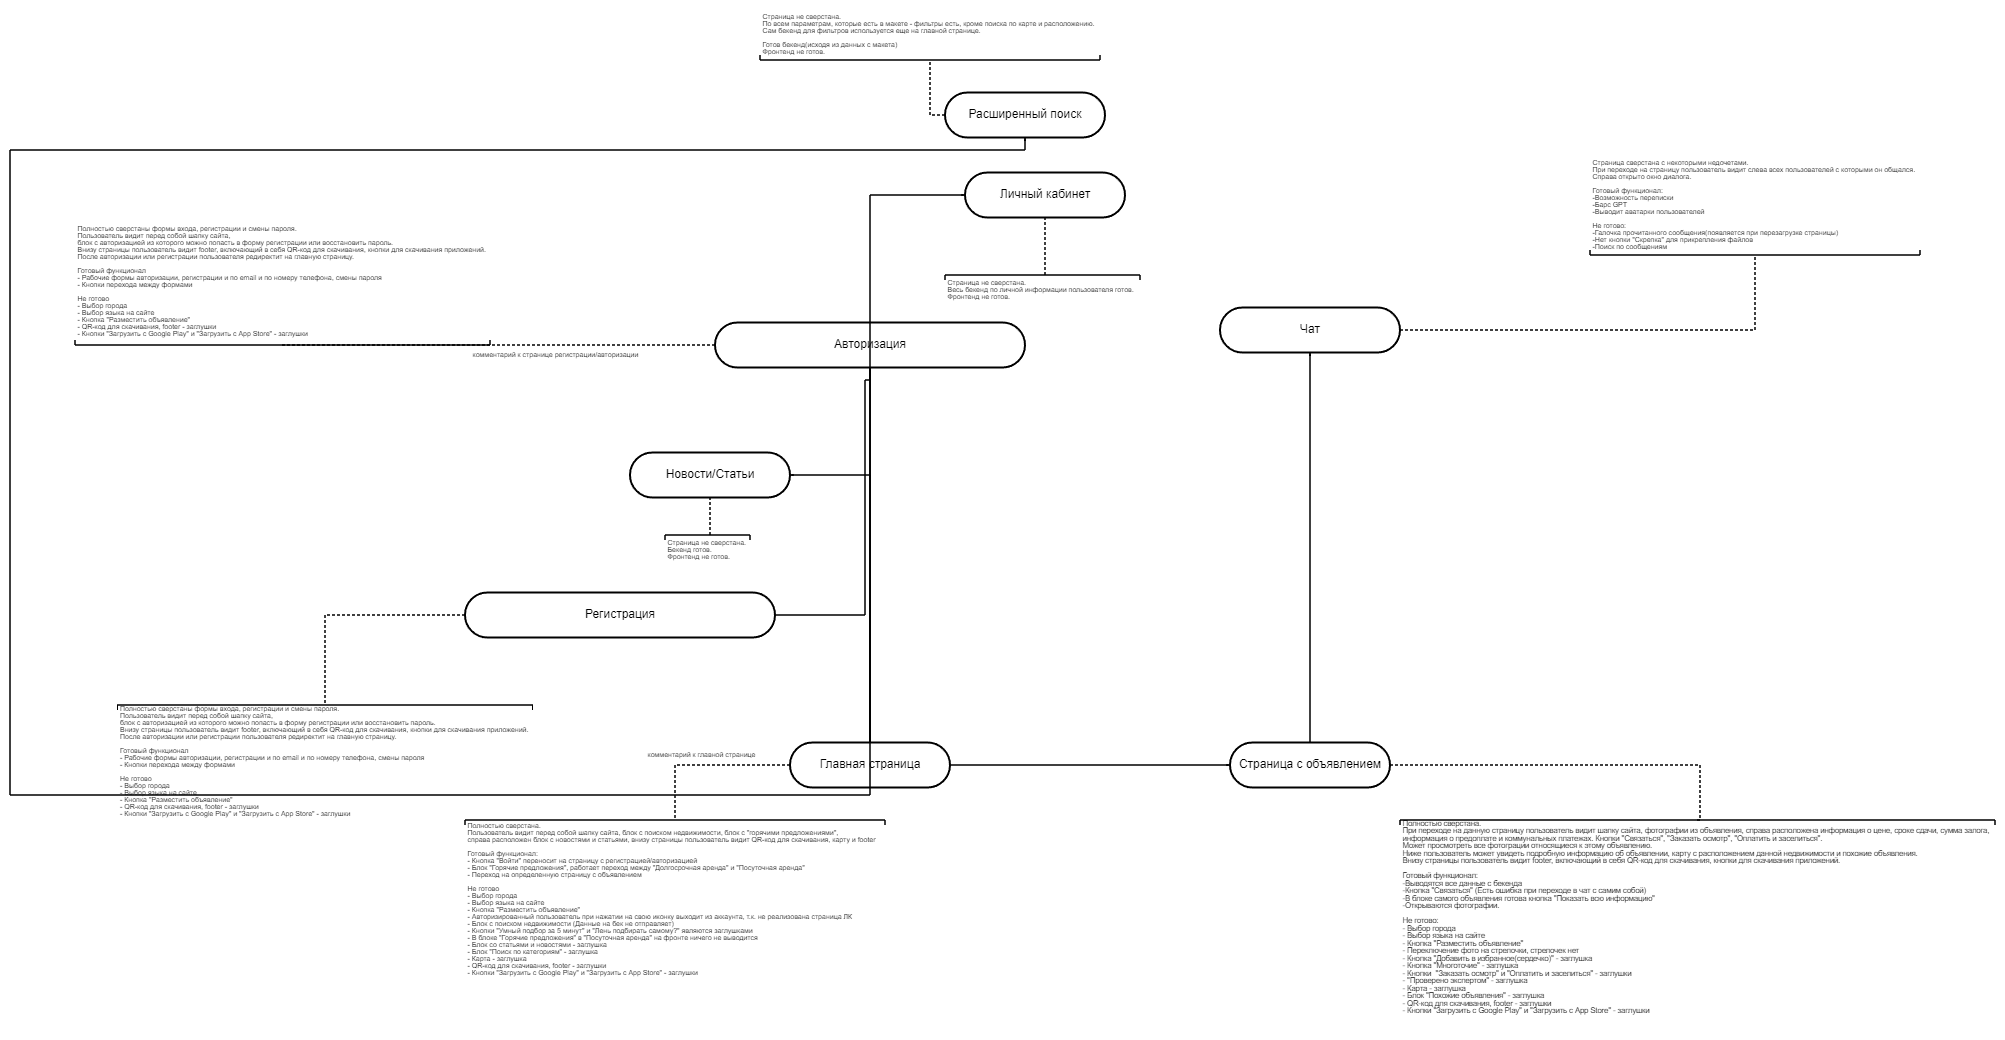 Страница не сверстана.
По всем параметрам, которые есть в макете - фильтры есть, кроме поиска по карте и расположению.
Сам бекенд для фильтров используется еще на главной странице.
Готов бекенд(исходя из данных с макета)
Фронтенд не готов.
Расширенный поиск
Личный кабинет
Страница не сверстана.
Весь бекенд по личной информации пользователя готов.
Фронтенд не готов.
Страница сверстана с некоторыми недочетами.
При переходе на страницу пользователь видит слева всех пользователей с которыми он общался.
Справа открыто окно диалога.
Готовый функционал:
-Возможность переписки
-Барс GPT
-Выводит аватарки пользователей
Не готово:
-Галочка прочитанного сообщения(появляется при перезагрузке страницы)
-Нет кнопки "Скрепка" для прикрепления файлов
-Поиск по сообщениям
Чат
Полностью сверстаны формы входа, регистрации и смены пароля.
Пользователь видит перед собой шапку сайта,
блок с авторизацией из которого можно попасть в форму регистрации или восстановить пароль.
Внизу страницы пользователь видит footer, включающий в себя QR-код для скачивания, кнопки для скачивания приложений.
После авторизации или регистрации пользователя редиректит на главную страницу.
Готовый функционал
- Рабочие формы авторизации, регистрации и по email и по номеру телефона, смены пароля
- Кнопки перехода между формами
Не готово
- Выбор города
- Выбор языка на сайте
- Кнопка "Разместить объявление"
- QR-код для скачивания, footer - заглушки
- Кнопки "Загрузить с Google Play" и "Загрузить с App Store" - заглушки
комментарий к странице регистрации/авторизации
Авторизация
Новости/Статьи
Страница не сверстана.
Бекенд готов.
Фронтенд не готов.
Регистрация
Полностью сверстаны формы входа, регистрации и смены пароля.
Пользователь видит перед собой шапку сайта,
блок с авторизацией из которого можно попасть в форму регистрации или восстановить пароль.
Внизу страницы пользователь видит footer, включающий в себя QR-код для скачивания, кнопки для скачивания приложений.
После авторизации или регистрации пользователя редиректит на главную страницу.
Готовый функционал
- Рабочие формы авторизации, регистрации и по email и по номеру телефона, смены пароля
- Кнопки перехода между формами
Не готово
- Выбор города
- Выбор языка на сайте
- Кнопка "Разместить объявление"
- QR-код для скачивания, footer - заглушки
- Кнопки "Загрузить с Google Play" и "Загрузить с App Store" - заглушки
комментарий к главной странице
Главная страница
Страница с объявлением
Полностью сверстана.
Пользователь видит перед собой шапку сайта, блок с поиском недвижимости, блок с "горячими предложениями",
справа расположен блок с новостями и статьями, внизу страницы пользователь видит QR-код для скачивания, карту и footer
Готовый функционал:
- Кнопка "Войти" переносит на страницу с регистрацией/авторизацией
- Блок "Горячие предложения", работает переход между "Долгосрочная аренда" и "Посуточная аренда"
- Переход на определенную страницу с объявлением
Не готово
- Выбор города
- Выбор языка на сайте
- Кнопка "Разместить объявление"
- Авторизированный пользователь при нажатии на свою иконку выходит из аккаунта, т.к. не реализована страница ЛК
- Блок с поиском недвижимости (Данные на бек не отправляет)
- Кнопки "Умный подбор за 5 минут" и "Лень подбирать самому?" являются заглушками
- В блоке "Горячие предложения" в "Посуточная аренда" на фронте ничего не выводится
- Блок со статьями и новостями - заглушка
- Блок "Поиск по категориям" - заглушка
- Карта - заглушка
- QR-код для скачивания, footer - заглушки
- Кнопки "Загрузить с Google Play" и "Загрузить с App Store" - заглушки
Полностью сверстана.
При переходе на данную страницу пользователь видит шапку сайта, фотографии из объявления, справа расположена информация о цене, сроке сдачи, сумма залога,
информация о предоплате и коммунальных платежах. Кнопки "Связаться", "Заказать осмотр", "Оплатить и заселиться".
Может просмотреть все фотограции относящиеся к этому объявлению.
Ниже пользователь может увидеть подробную информацию об объявлении, карту с расположением данной недвижимости и похожие объявления.
Внизу страницы пользователь видит footer, включающий в себя QR-код для скачивания, кнопки для скачивания приложений.
Готовый функционал:
-Выводятся все данные с бекенда
-Кнопка "Связаться" (Есть ошибка при переходе в чат с самим собой)
-В блоке самого объявления готова кнопка "Показать всю информацию"
-Открываются фотографии.
Не готово:
- Выбор города
- Выбор языка на сайте
- Кнопка "Разместить объявление"
- Переключение фото на стрелочки, стрелочек нет
- Кнопка "Добавить в избранное(сердечко)" - заглушка
- Кнопка "Многоточие" - заглушка
- Кнопки "Заказать осмотр" и "Оплатить и заселиться" - заглушки
- "Проверено экспертом" - заглушка
- Карта - заглушка
- Блок "Похожие объявления" - заглушка
- QR-код для скачивания, footer - заглушки
- Кнопки "Загрузить с Google Play" и "Загрузить с App Store" - заглушки